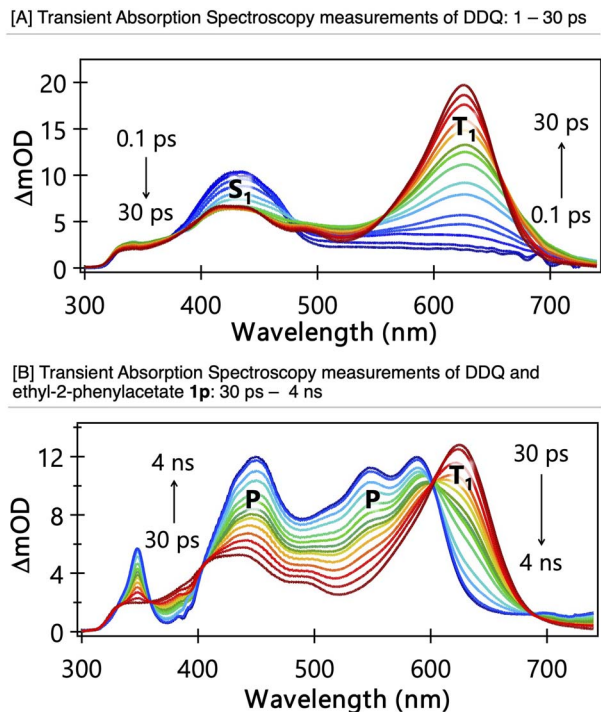 [A] Transient Absorption Spectroscopy measurements of DDQ: 1 – 30 ps
20
15
10
5
0
ΔmOD
0.1 ps
30 ps
S1
T1
30 ps
0.1 ps
300 400 500 600 700
Wavelength (nm)
[B] Transient Absorption Spectroscopy measurements of DDQ and
ethyl-2-phenylacetate 1p: 30 ps – 4 ns
12
8
4
0
ΔmOD
4 ns
30 ps
P
P
T1
30 ps
4 ns
300 400 500 600 700
Wavelength (nm)